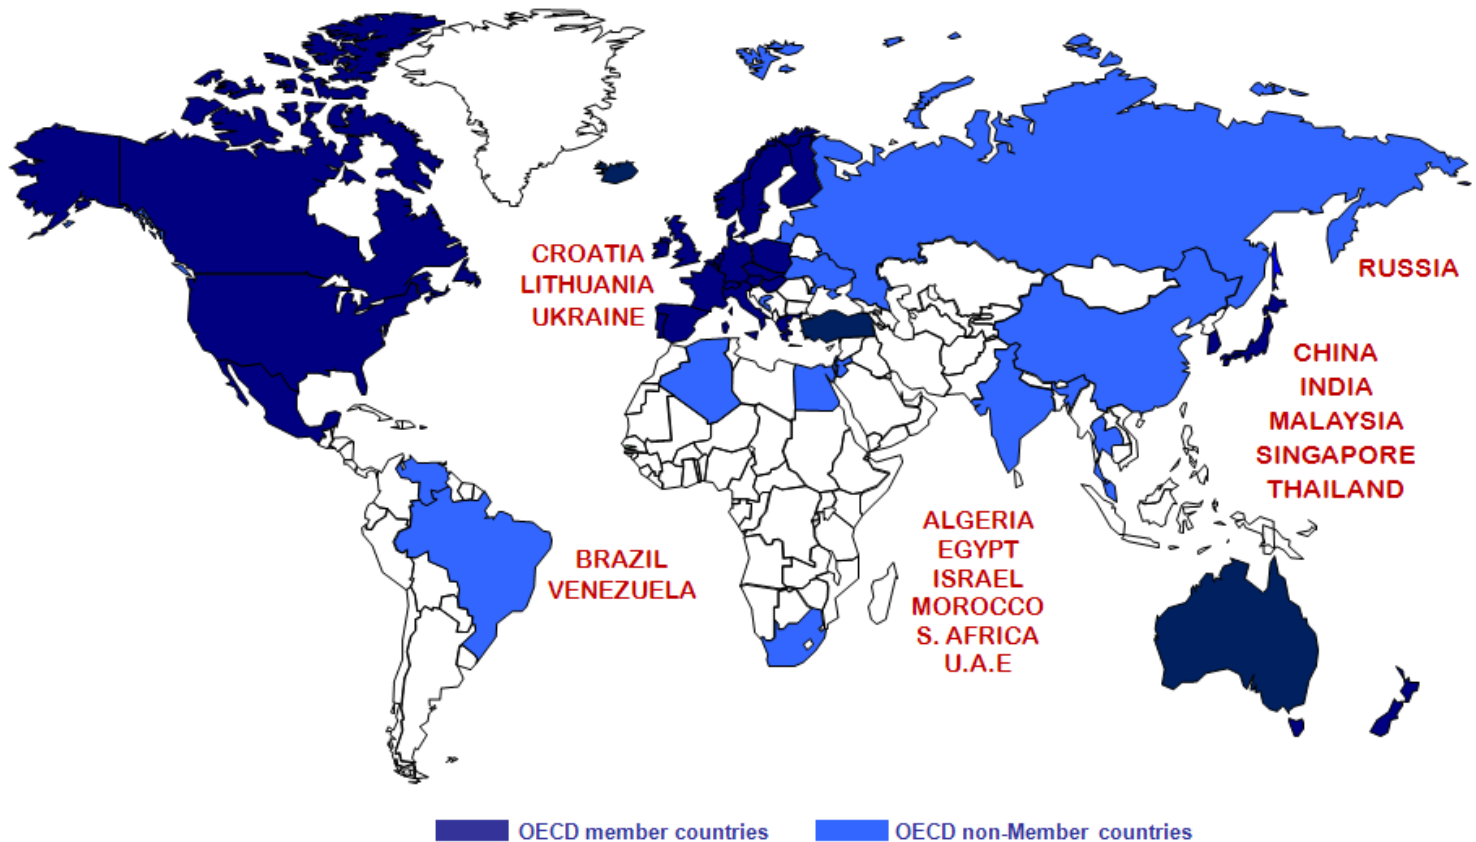 CROATIA
LITHUANIA
UKRAINE
RUSSIA
CHINA
INDIA
MALAYSIA
SINGAPORE
THAILAND
BRAZIL
VENEZUELA
ALGERIA
EGYPT
ISRAEL
MOROCCO
S. AFRICA
U.A.E
OECD member countries
OECD non-Member countries